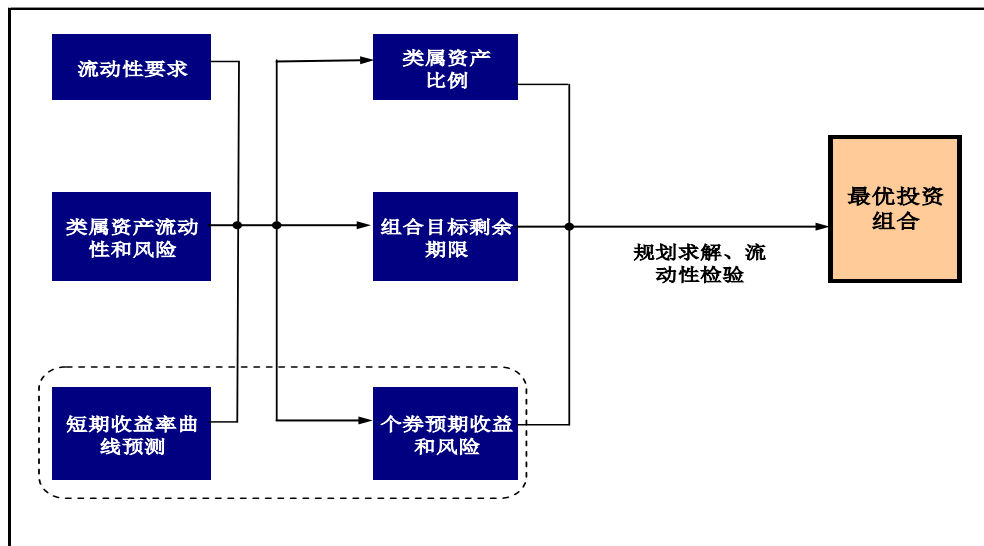 流动性要求
类属资产
比例
类属资产流动
性和风险
组合目标剩余
期限
最优投资
组合
规划求解、流
动性检验
短期收益率曲
线预测
个券预期收益
和风险